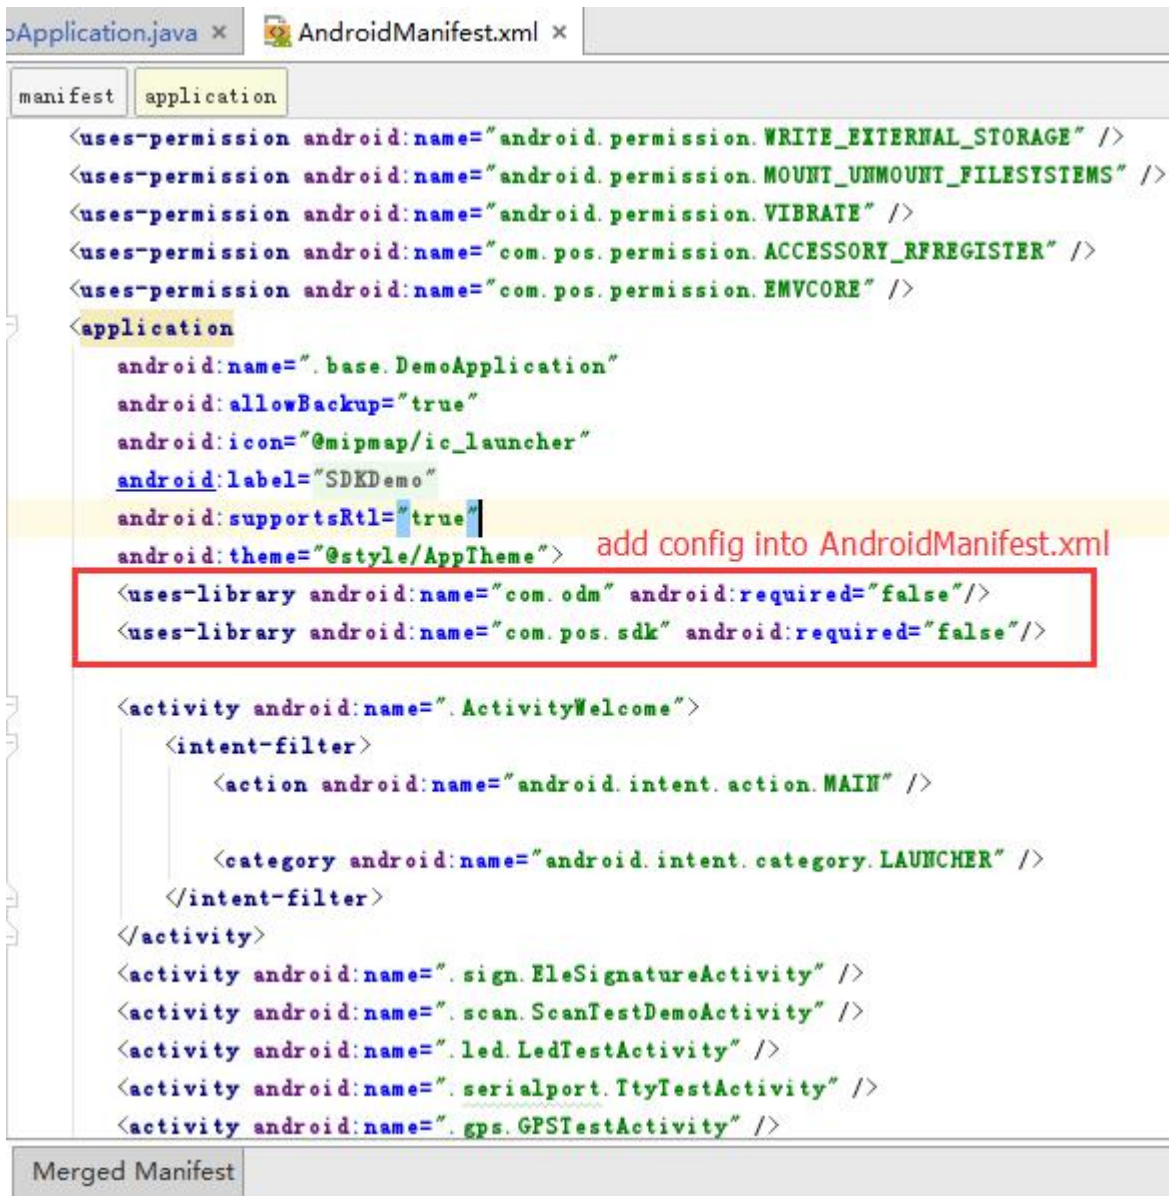 oApplication.java ×
AndroidManifest.xml ×
manifest
application
<uses-permission android:name="android.permission.WRITE_EXTERNAL_STORAGE" />
<uses-permission android:name="android.permission.MOUNT_UNMOUNT_FILESYSTEMS" />
<uses-permission android:name="android.permission.VIBRATE" />
<uses-permission android:name="com.pos.permission.ACCESSORY_RFREGISTER" />
<uses-permission android:name="com.pos.permission.EMVCORE" />
<application
android:name=".base.DemoApplication"
android:allowBackup="true"
android:icon="@mipmap/ic_launcher"
android:label="SDKDemo"
android:supportsRtl="true"
android:theme="@style/AppTheme">
add config into AndroidManifest.xml
<uses-library android:name="com.odm" android:required="false"/>
<uses-library android:name="com.pos.sdk" android:required="false"/>
<activity android:name=".ActivityWelcome">
<intent-filter>
<action android:name="android.intent.action.MAIN" />
<category android:name="android.intent.category.LAUNCHER" />
</intent-filter>
</activity>
<activity android:name=".sign.EleSignatureActivity" />
<activity android:name=".scan.ScanTestDemoActivity" />
<activity android:name=".led.LedTestActivity" />
<activity android:name=".serialport.TtyTestActivity" />
<activity android:name=".gps.GPSTestActivity" />
Merged Manifest